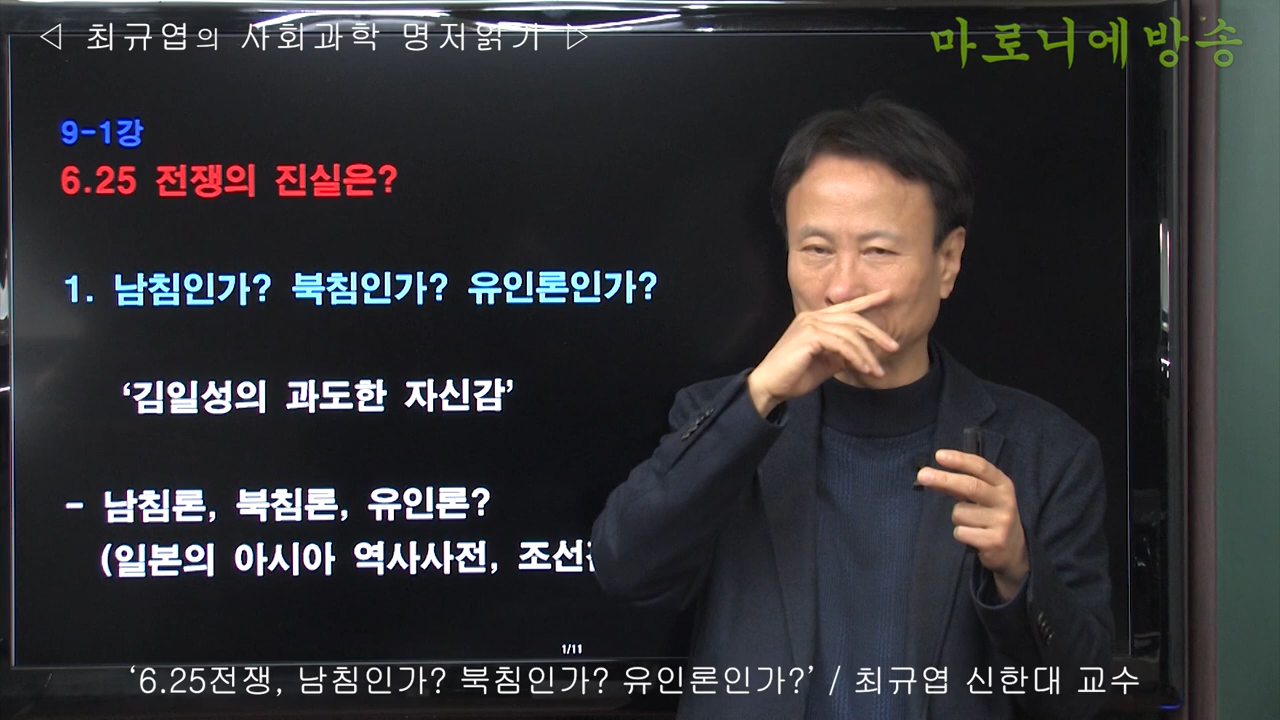 ◁ 최규엽의 사회과학 명저읽기 ▷
마로니에방송
9-1강
6.25 전쟁의 진실은?
1. 남침인가? 북침인가? 유인론인가?
‘김일성의 과도한 자신감’
- 남침론, 북침론, 유인론?
(일본의 아시아 역사사전, 조선
1/11
‘6.25전쟁, 남침인가? 북침인가? 유인론인가?’ / 최규엽 신한대 교수